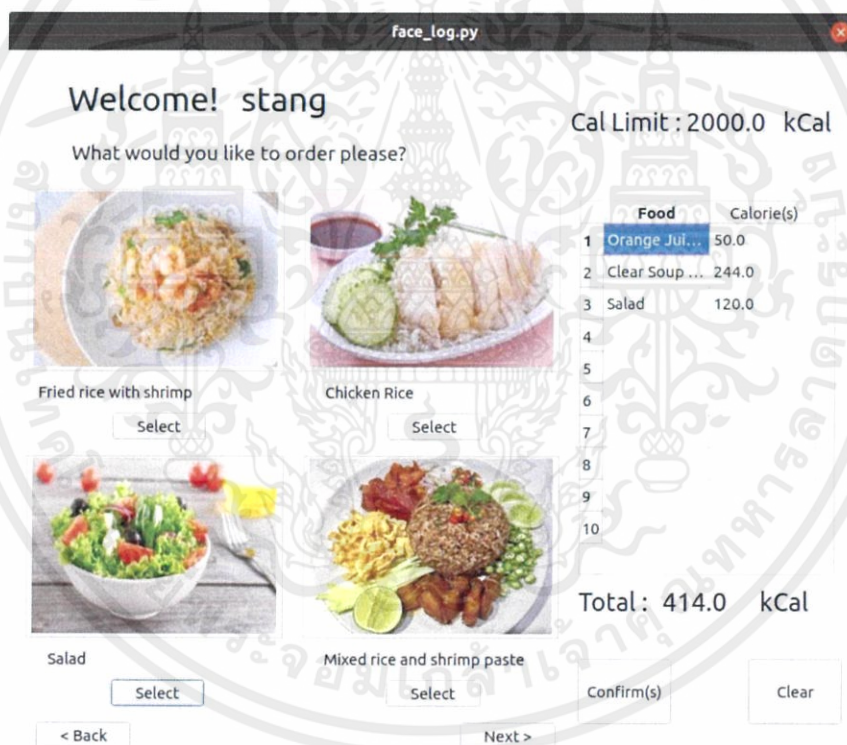 face_log.py
Welcome! stang
Cal Limit : 2000.0 kCal
What would you like to order please?
Food Calorie(s)
1 Orange Jui... 50.0
2 Clear Soup ... 244.0
3 Salad 120.0
4
5
6
7
8
9
10
Fried rice with shrimp
Select
Chicken Rice
Select
Salad
Select
Mixed rice and shrimp paste
Select
Total : 414.0 kCal
Confirm(s)
Clear
< Back
Next >